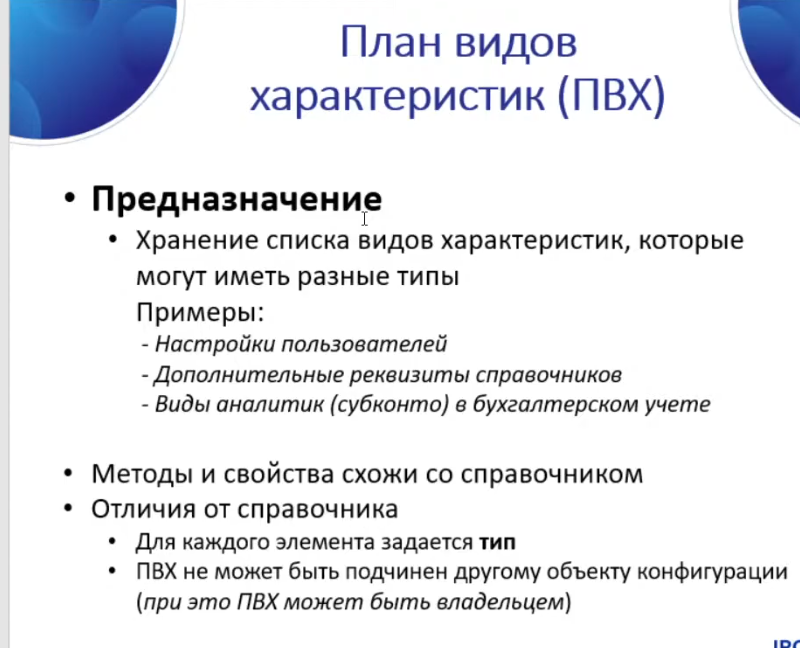 План видов
характеристик (ПВХ)
• Предназначение
• Хранение списка видов характеристик, которые
могут иметь разные типы
Примеры:
- Настройки пользователей
- Дополнительные реквизиты справочников
- Виды аналитик (субконто) в бухгалтерском учете
• Методы и свойства схожи со справочником
• Отличия от справочника
• Для каждого элемента задается тип
• ПВХ не может быть подчинен другому объекту конфигурации
(при это ПВХ может быть владельцем)